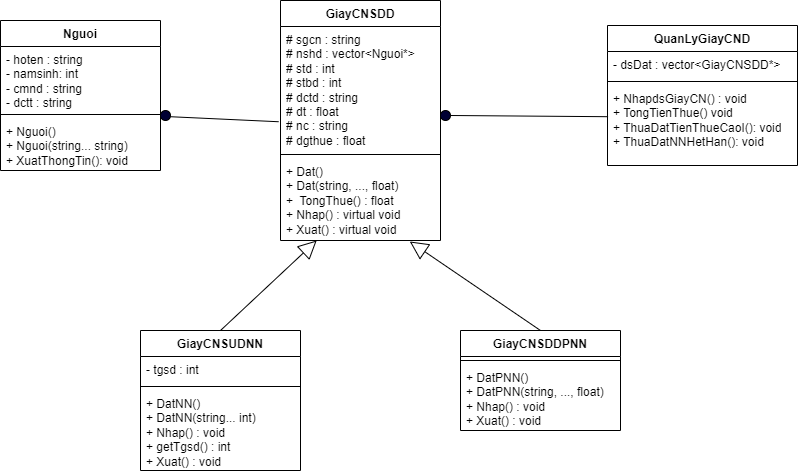 Nguoi
- hoten : string
- namsinh: int
- cmnd : string
- dctt : string
+ Nguoi()
+ Nguoi(string... string)
+ XuatThongTin(): void
GiayCNSDD
# sgcn : string
# nshd : vector<Nguoi*>
# std : int
# stbd : int
# dctd : string
# dt : float
# nc : string
# dgthue : float
+ Dat()
+ Dat(string, ..., float)
+ TongThue() : float
+ Nhap() : virtual void
+ Xuat() : virtual void
QuanLyGiayCND
- dsDat : vector<GiayCNSDD*>
+ NhapdsGiayCN() : void
+ TongTienThue() void
+ ThuaDatTienThueCaoI(): void
+ ThuaDatNNHetHan(): void
GiayCNSUDNN
- tgsd : int
+ DatNN()
+ DatNN(string... int)
+ Nhap() : void
+ getTgsd() : int
+ Xuat() : void
GiayCNSDDPNN
+ DatPNN()
+ DatPNN(string, ..., float)
+ Nhap() : void
+ Xuat() : void